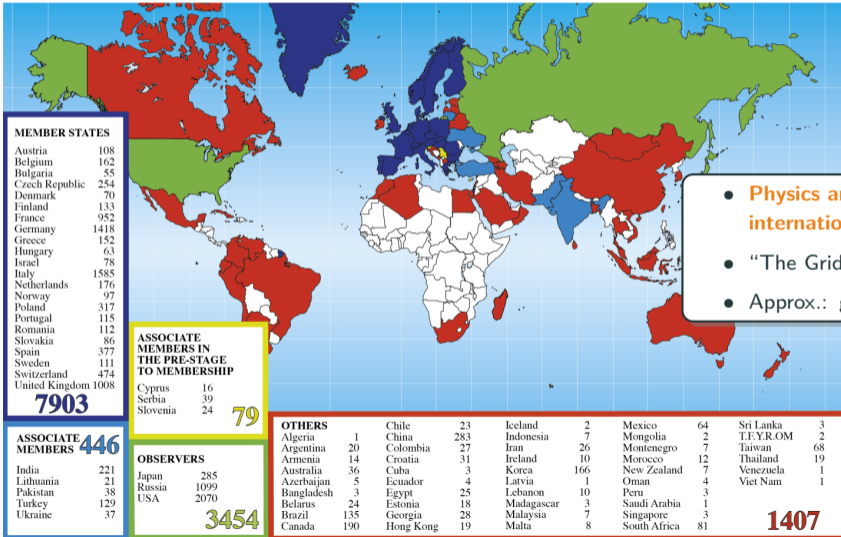 MEMBER STATES
Austria 108
Belgium 162
Bulgaria 55
Czech Republic 254
Denmark 70
Finland 133
France 952
Germany 1418
Greece 152
Hungary 63
Israel 78
Italy 1585
Netherlands 176
Norway 97
Poland 317
Portugal 115
Romania 112
Slovakia 86
Spain 377
Sweden 111
Switzerland 474
United Kingdom 1008
7903
ASSOCIATE MEMBERS 446
India 221
Lithuania 21
Pakistan 38
Turkey 129
Ukraine 37
ASSOCIATE
MEMBERS IN
THE PRE-STAGE
TO MEMBERSHIP
Cyprus 16
Serbia 39
Slovenia 24
79
OBSERVERS
Japan 285
Russia 1099
USA 2070
3454
OTHERS
Algeria 1
Argentina 20
Armenia 14
Australia 36
Azerbaijan 5
Bangladesh 3
Belarus 24
Brazil 135
Canada 190
Chile 23
China 283
Colombia 27
Croatia 31
Cuba 3
Ecuador 4
Egypt 25
Estonia 18
Georgia 28
Hong Kong 19
Iceland 2
Indonesia 7
Iran 26
Ireland 10
Korea 166
Latvia 1
Lebanon 10
Madagascar 3
Malaysia 7
Malta 8
Mexico 64
Mongolia 2
Montenegro 7
Morocco 12
New Zealand 7
Oman 4
Peru 3
Saudi Arabia 1
Singapore 3
South Africa 81
Sri Lanka 3
T.F.Y.R.OM 2
Taiwan 68
Thailand 19
Venezuela 1
Viet Nam 1
1407
• Physics a
internatio
• “The Grid
• Approx.: